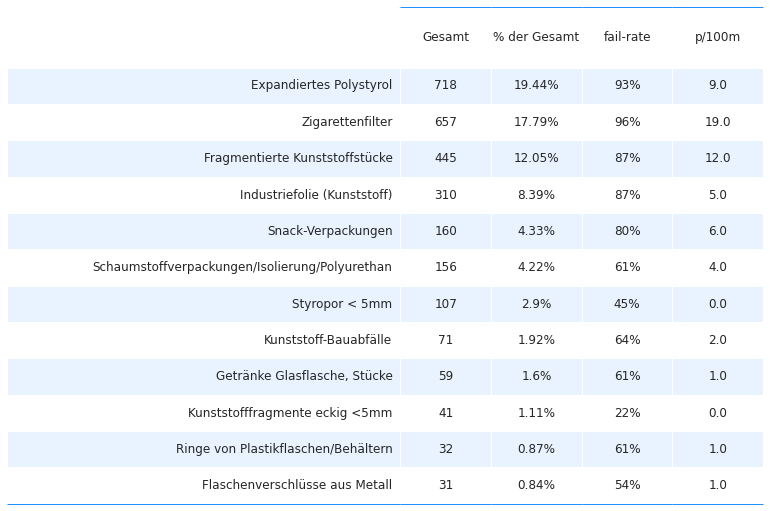 Gesamt % der Gesamt fail-rate p/100m
Expandiertes Polystyrol 718 19.44% 93% 9.0
Zigarettenfilter 657 17.79% 96% 19.0
Fragmentierte Kunststoffstücke 445 12.05% 87% 12.0
Industriefolie (Kunststoff) 310 8.39% 87% 5.0
Snack-Verpackungen 160 4.33% 80% 6.0
Schaumstoffverpackungen/Isolierung/Polyurethan 156 4.22% 61% 4.0
Styropor < 5mm 107 2.9% 45% 0.0
Kunststoff-Bauabfälle 71 1.92% 64% 2.0
Getränke Glasflasche, Stücke 59 1.6% 61% 1.0
Kunststofffragmente eckig <5mm 41 1.11% 22% 0.0
Ringe von Plastikflaschen/Behältern 32 0.87% 61% 1.0
Flaschenverschlüsse aus Metall 31 0.84% 54% 1.0